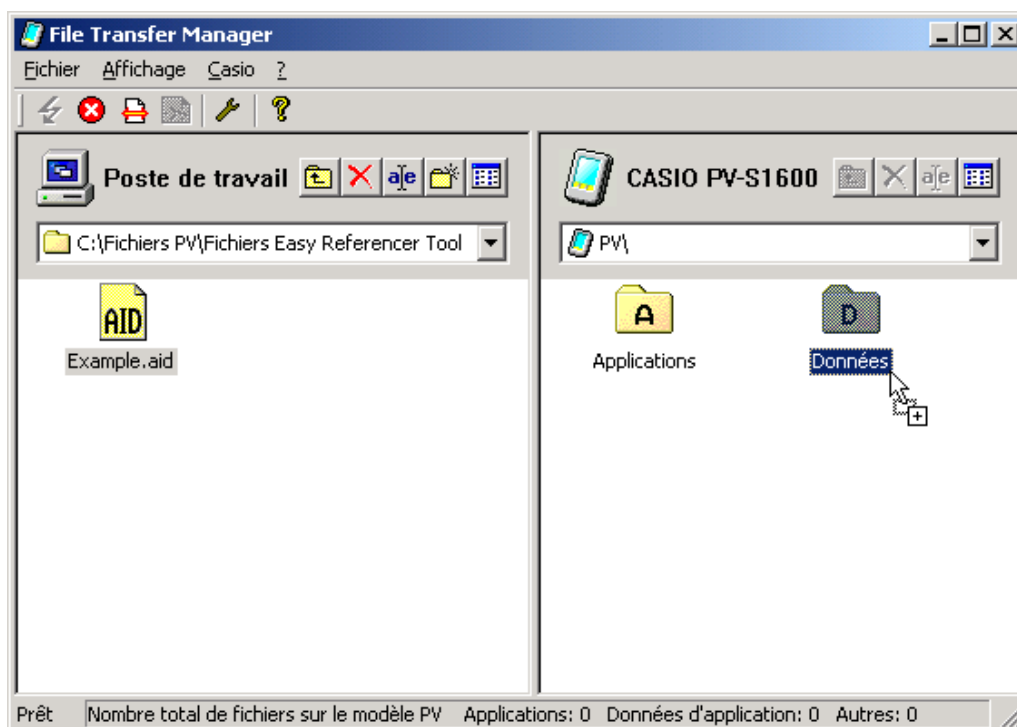 File Transfer Manager
Fichier Affichage Casio ?
Poste de travail
a e
CASIO PV-S1600
a e
C:\Fichiers PV\Fichiers Easy Referencer Tool
PV\
AID
Example.aid
A
Applications
D
Données
Prêt
Nombre total de fichiers sur le modèle PV Applications: 0 Données d'application: 0 Autres: 0